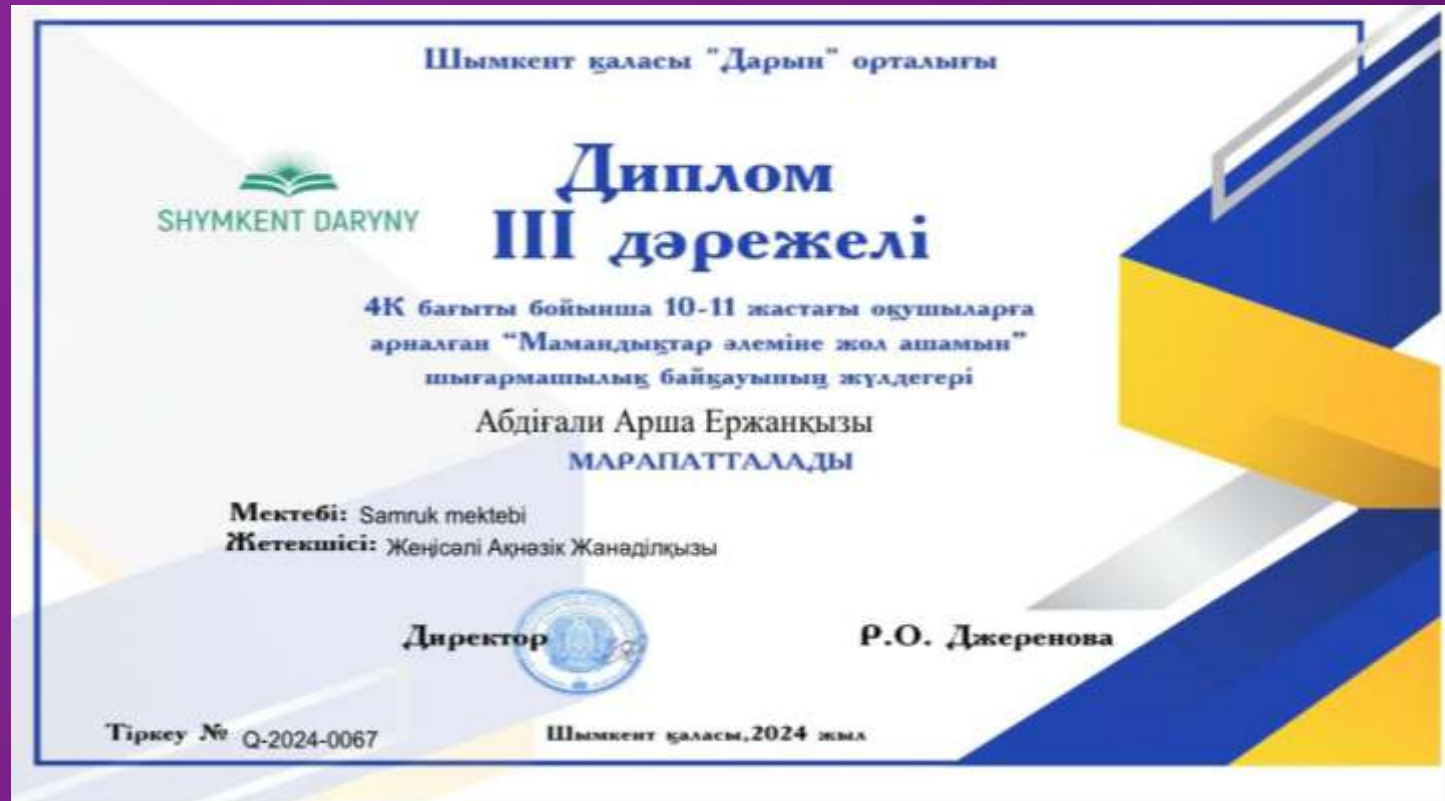 Шымкент қаласы "Дарын" орталығы
SHYMKENT DARYNY
Диплом
III дәрежелі
4К бағыты бойынша 10-11 жастағы оқушыларға
арналған “Мамандықтар әлеміне жол ашамын”
шығармашылық байқауының жүлдегері
Абдіғали Арша Ержанқызы
МАРАПАТТАЛАДЫ
Мектебі: Samruk mektebi
Жетекшісі: Жеңісәлі Ақнәзік Жанәділқызы
Директор Р.О. Джеренова
Тіркеу № Q-2024-0067 Шымкент қаласы,2024 жыл